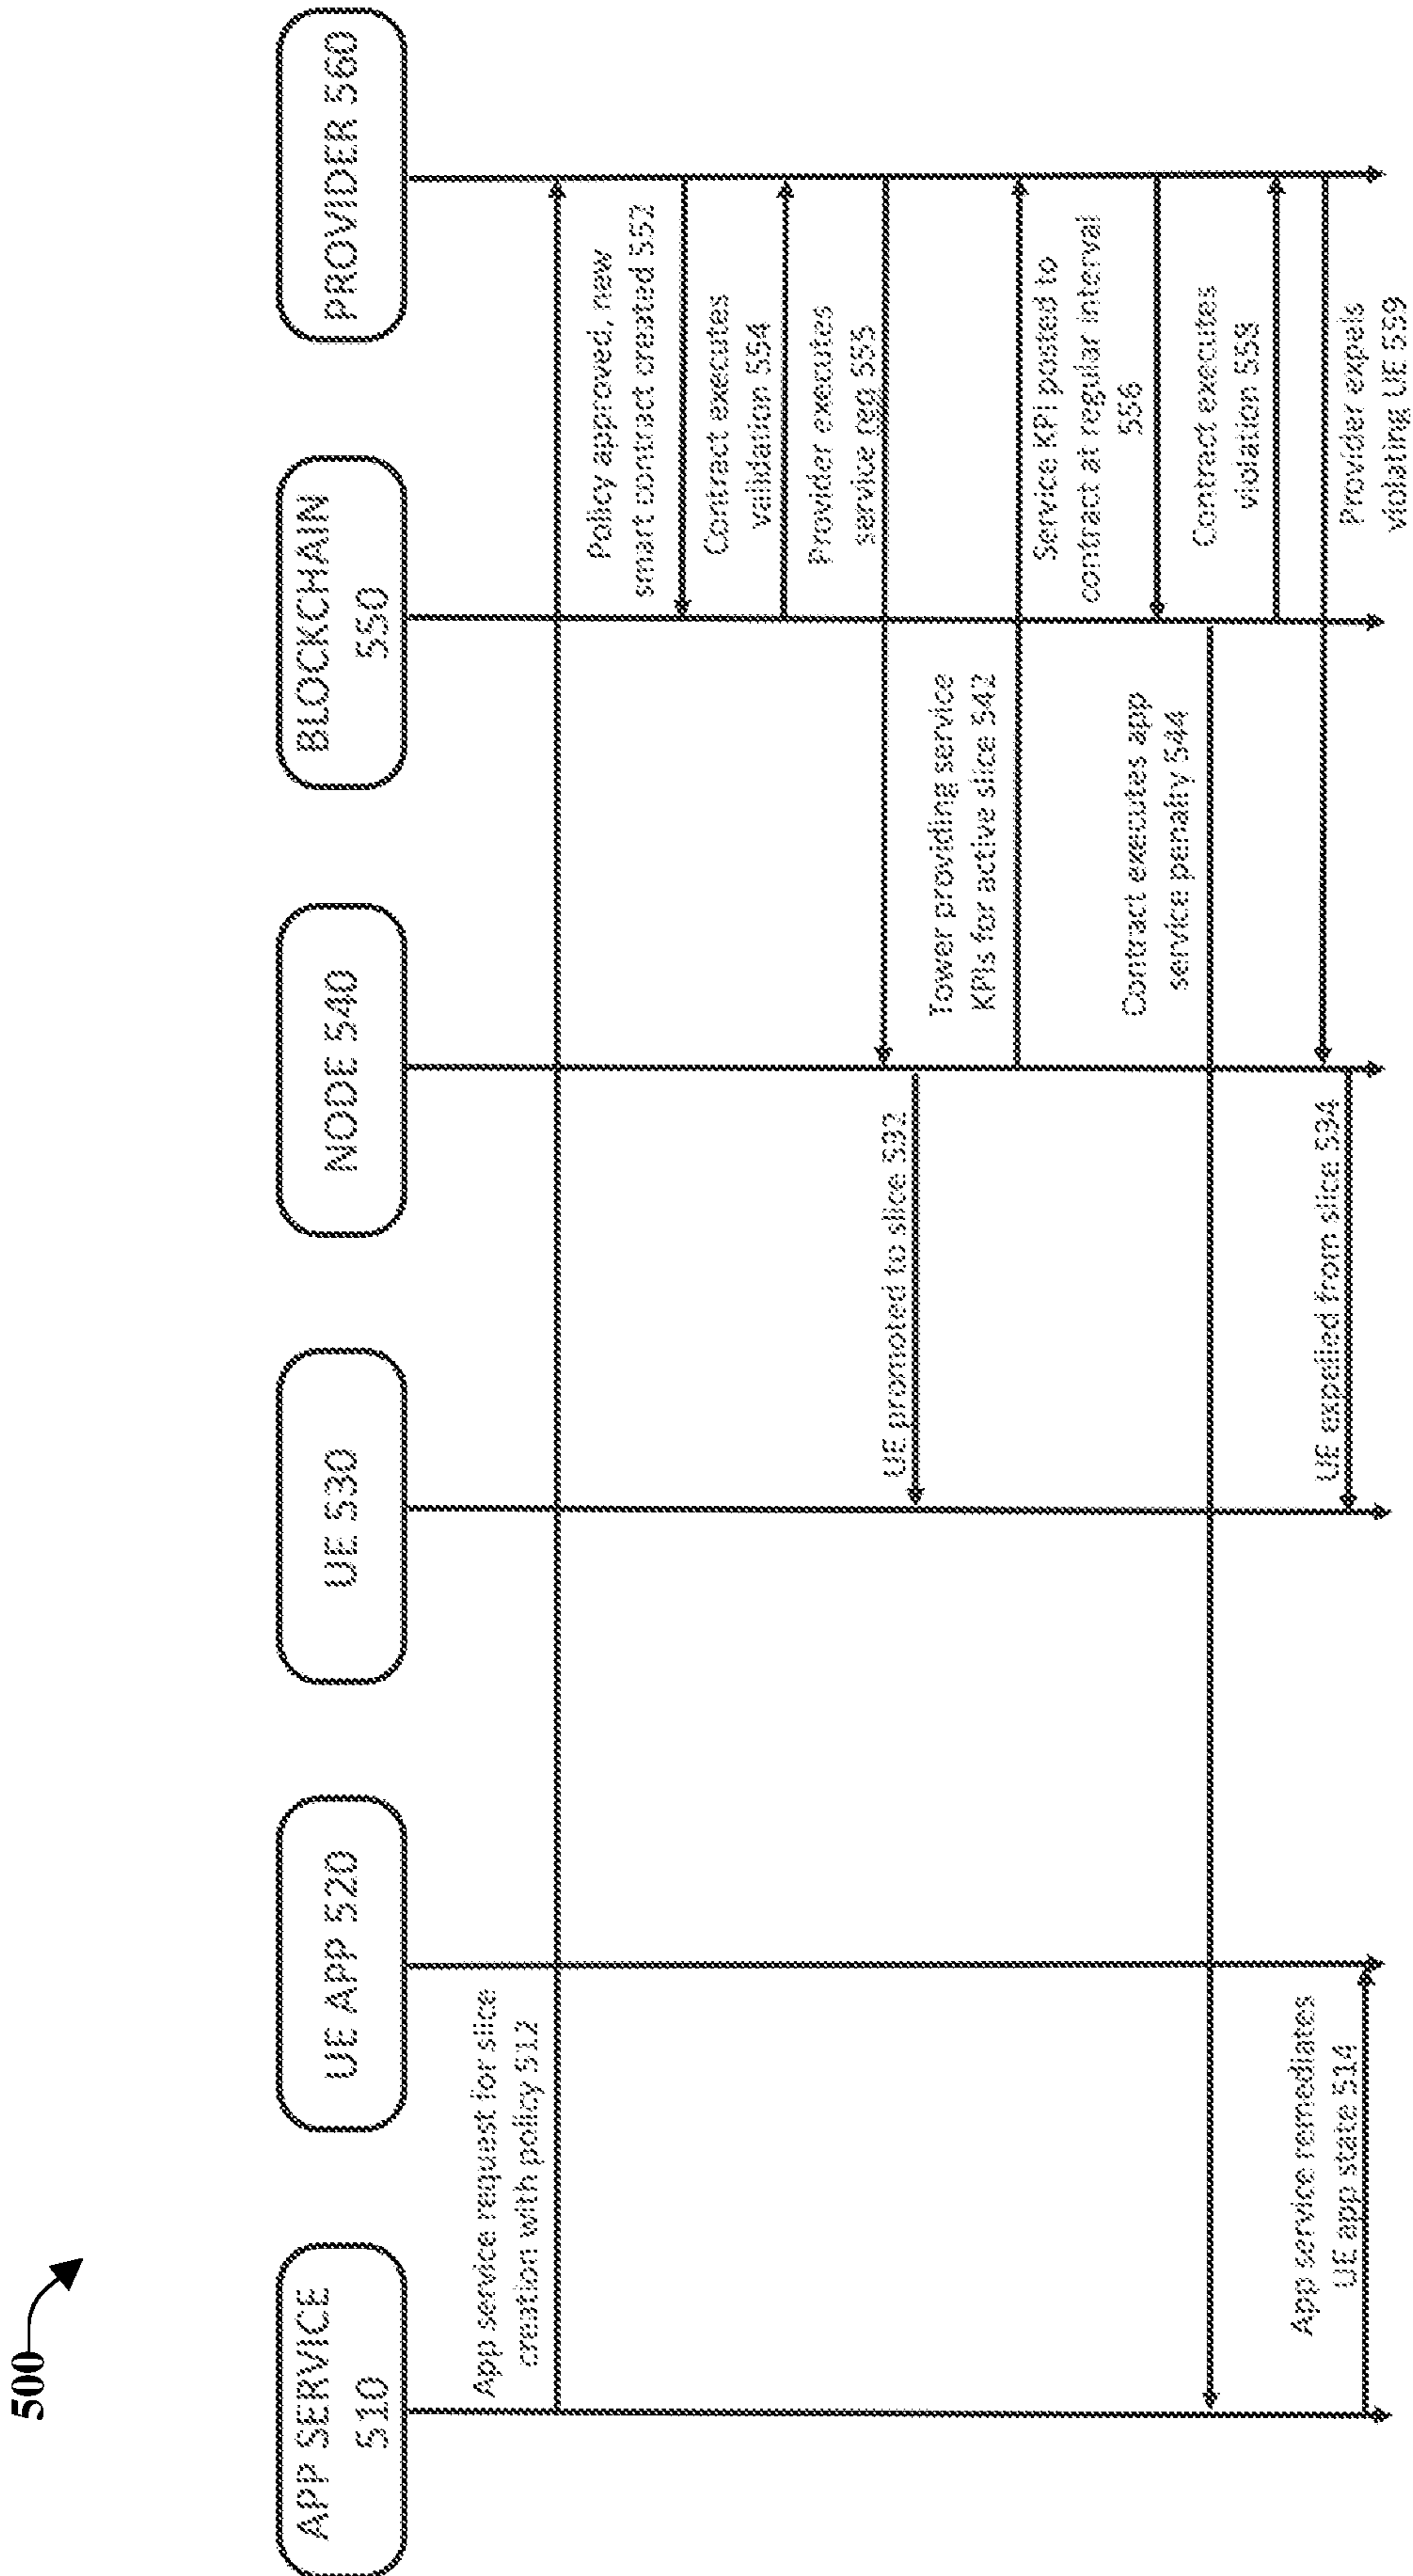 500
APP SERVICE
510
UE APP 520
UE 530
NODE 540
BLOCKCHAIN
550
PROVIDER 560
App service request for slice
creation with policy 512
Policy approved, new
smart contract created 552
Contract executes
validation 554
Provider executes
service req 555
UE promoted to slice 532
Tower providing service
KPIs for active slice 542
Service KPI posted to
contract at regular interval
556
Contract executes app
service penalty 544
Contract executes
violation 558
Provider expels
violating UE 559
UE expelled from slice 534
App service remediates
UE app state 514